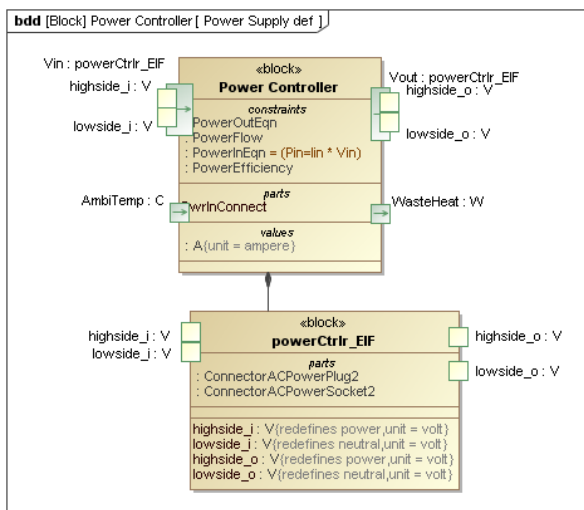 bdd [Block] Power Controller [ Power Supply def ]
Vin : powerCtrlr_EIF
highside_i : V
lowside_i : V
«block»
Power Controller
constraints
PowerOutEqn
: PowerFlow
: PowerInEqn = (Pin=Iin * Vin)
: PowerEfficiency
Vout : powerCtrlr_EIF
highside_o : V
lowside_o : V
AmbiTemp : C
parts
PwrInConnect
WasteHeat : W
values
: A{unit = ampere}
highside_i : V
lowside_i : V
«block»
powerCtrlr_EIF
parts
: ConnectorACPowerPlug2
: ConnectorACPowerSocket2
highside_o : V
lowside_o : V
highside_i : V{redefines power,unit = volt}
lowside_i : V{redefines neutral,unit = volt}
highside_o : V{redefines power,unit = volt}
lowside_o : V{redefines neutral,unit = volt}